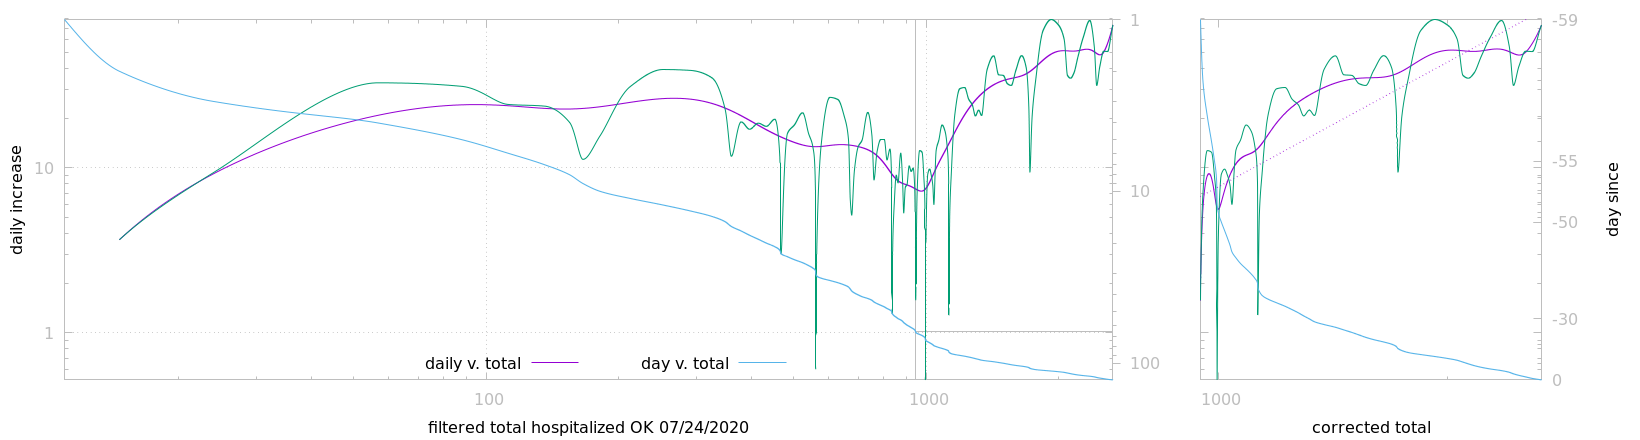 daily increase
10
1
daily v. total
day v. total
100
1000
filtered total hospitalized OK 07/24/2020
1
10
100
1000
corrected total
-59
-55
-50
-30
0
day since